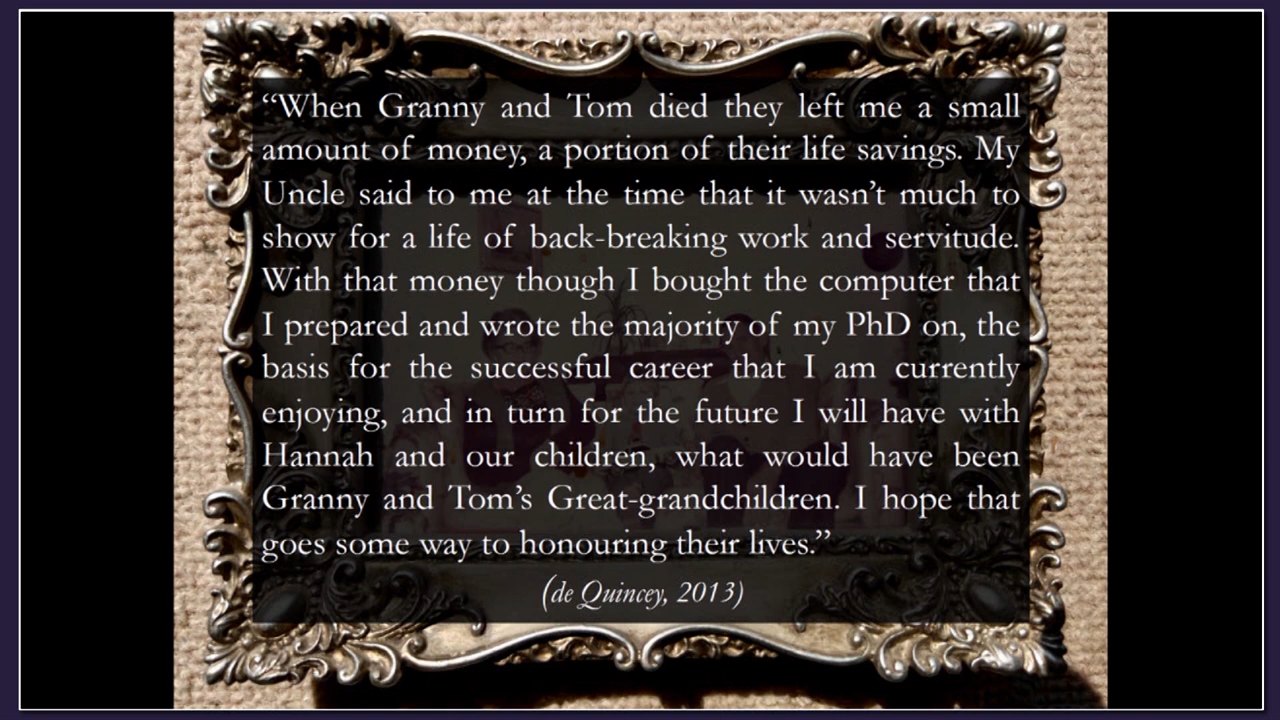 “When Granny and Tom died they left me a small
amount of money, a portion of their life savings. My
Uncle said to me at the time that it wasn’t much to
show for a life of back-breaking work and servitude.
With that money though I bought the computer that
I prepared and wrote the majority of my PhD on, the
basis for the successful career that I am currently
enjoying, and in turn for the future I will have with
Hannah and our children, what would have been
Granny and Tom’s Great-grandchildren. I hope that
goes some way to honouring their lives.”
(de Quincey, 2013)